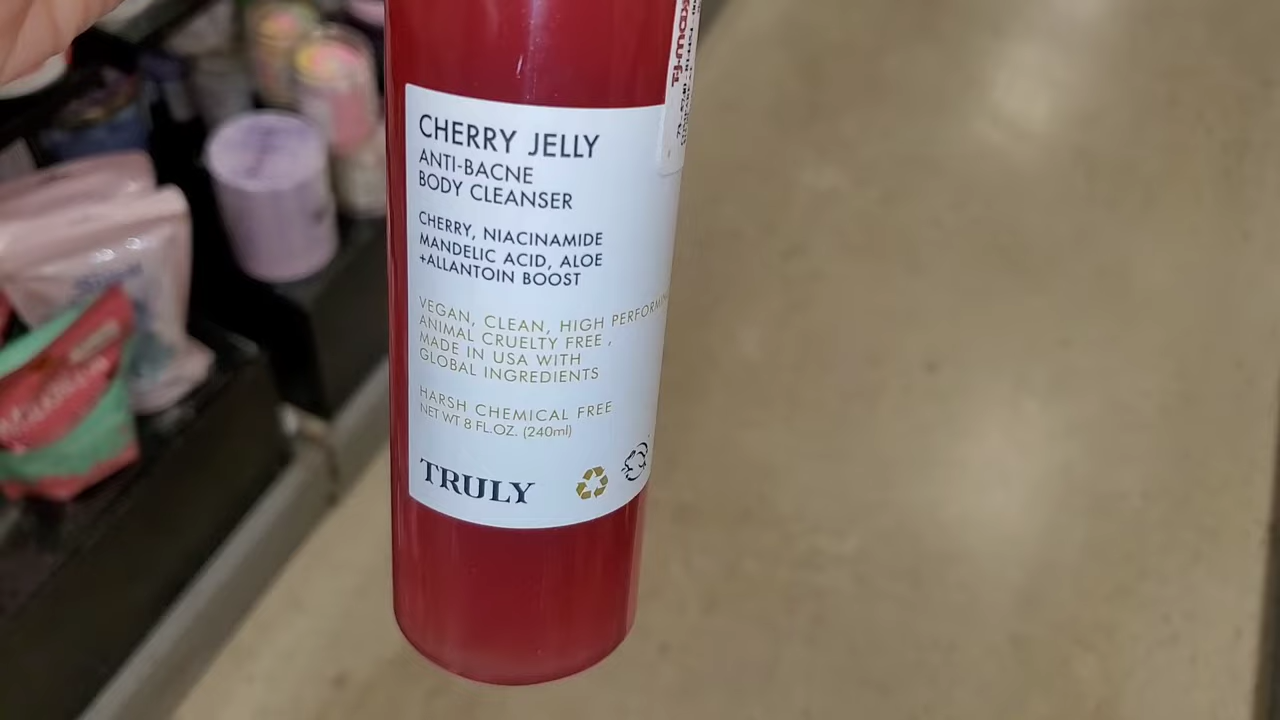 CHERRY JELLY
ANTI-BACNE
BODY CLEANSER
CHERRY, NIACINAMIDE
MANDELIC ACID, ALOE
+ALLANTOIN BOOST
VEGAN, CLEAN, HIGH
ANIMAL CRUELTY FREE ,
MADE IN USA WITH
GLOBAL INGREDIENTS
HARSH CHEMICAL FREE
NET WT 8 FL.OZ. (240ml)
TRULY
T.J.maxx